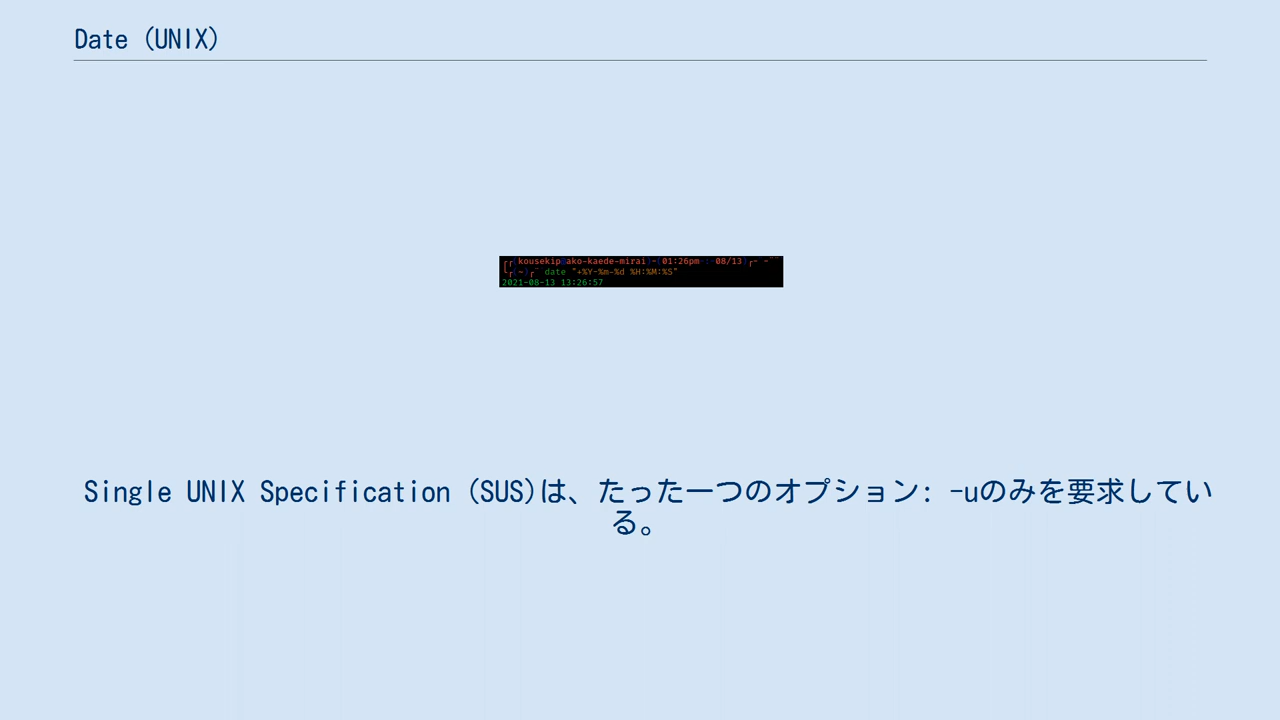 Date (UNIX)
kousekip@ako-kaede-mirai)-(01:26pm-:-08/13)
(~) date "+%Y-%m-%d %H:%M:%S"
2021-08-13 13:26:57
Single UNIX Specification (SUS)は、たった一つのオプション: -uのみを要求してい
る。